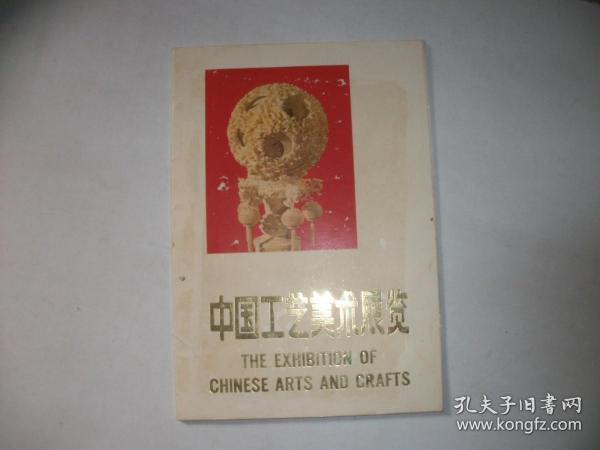 中国工艺美术展览
THE EXHIBITION OF
CHINESE ARTS AND CRAFTS
孔夫子旧書网
www.kongfz.com